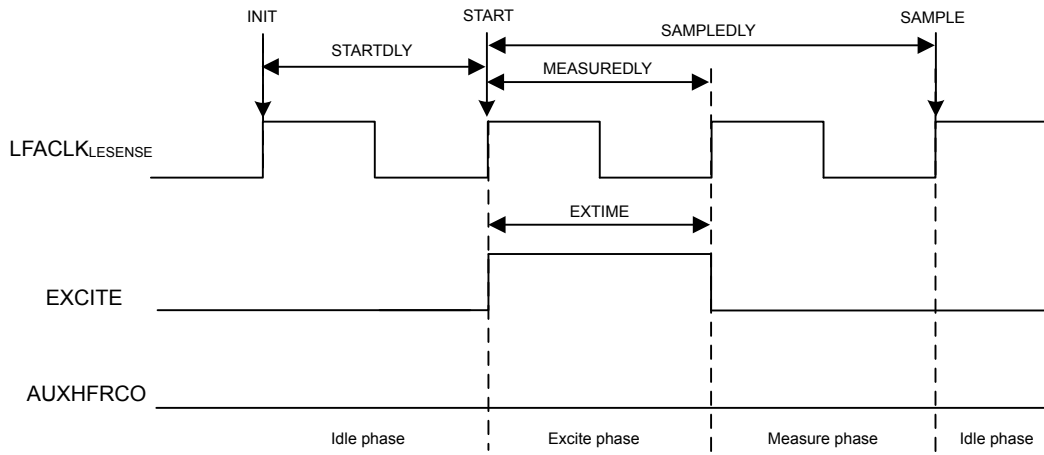 INIT
START
SAMPLE
STARTDLY
SAMPLEDLY
MEASUREDLY
LFACLKLESENSE
EXTIME
EXCITE
AUXHFRCO
Idle phase
Excite phase
Measure phase
Idle phase